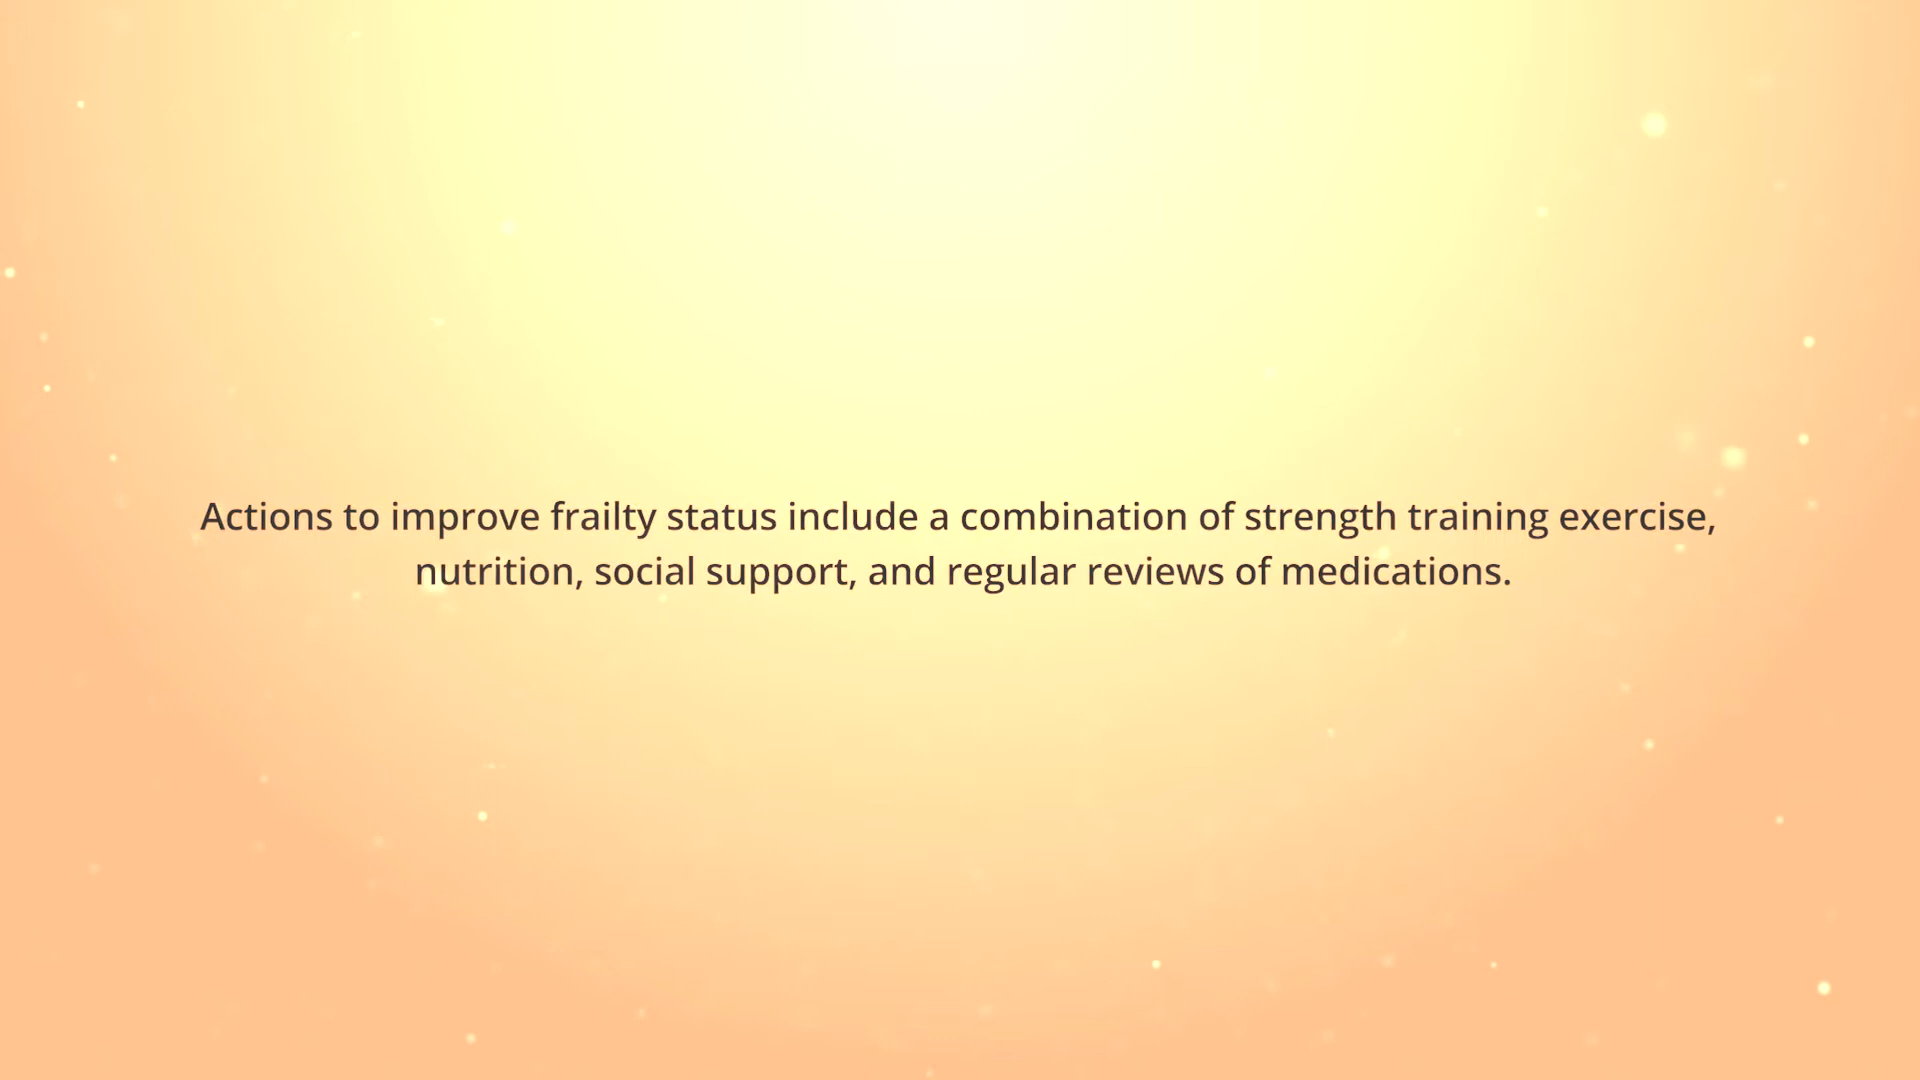 Actions to improve frailty status include a combination of strength training exercise,
nutrition, social support, and regular reviews of medications.